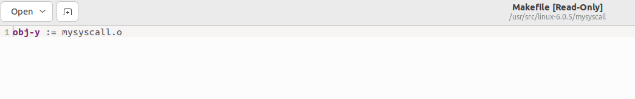 Open
Makefile [Read-Only]
/usr/src/linux-6.0.5/mysyscall
1 obj-y := mysyscall.o